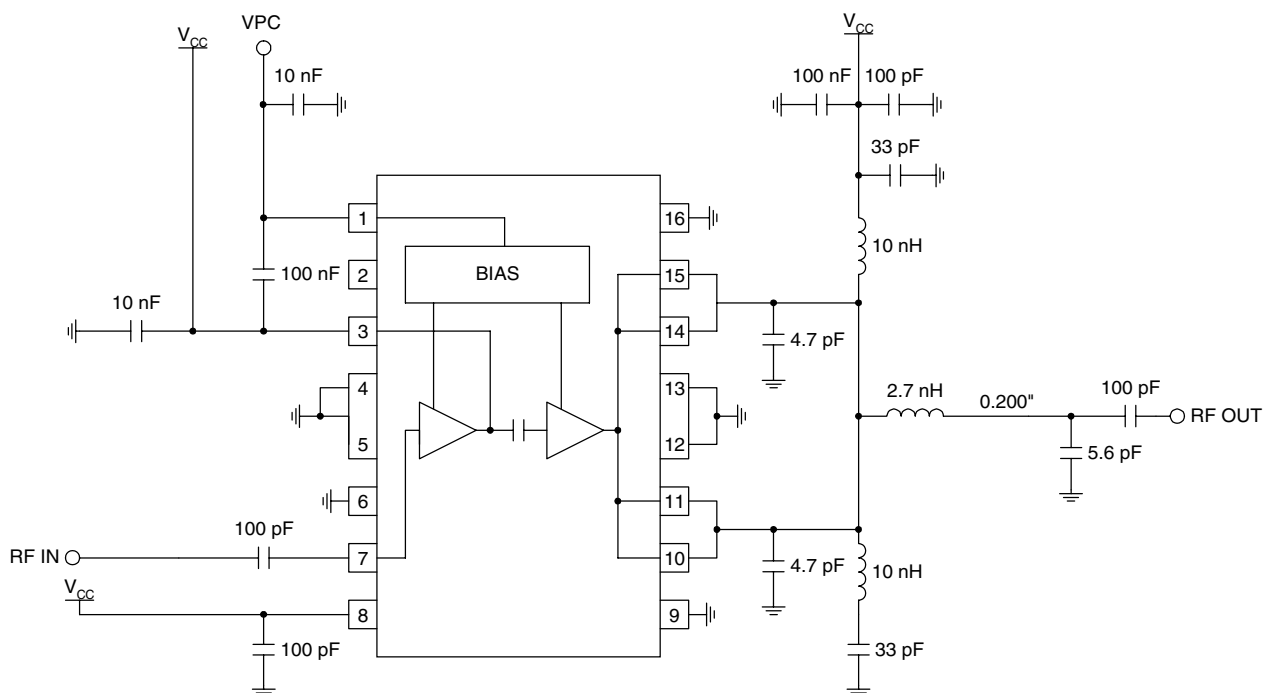 VCC
VPC
10 nF
VCC
100 nF
100 pF
33 pF
10 nH
1
16
BIAS
2
15
100 nF
10 nF
3
14
4.7 pF
4
13
2.7 nH
0.200"
100 pF
RF OUT
5
12
5.6 pF
6
11
100 pF
RF IN
7
10
4.7 pF
10 nH
VCC
8
9
100 pF
33 pF